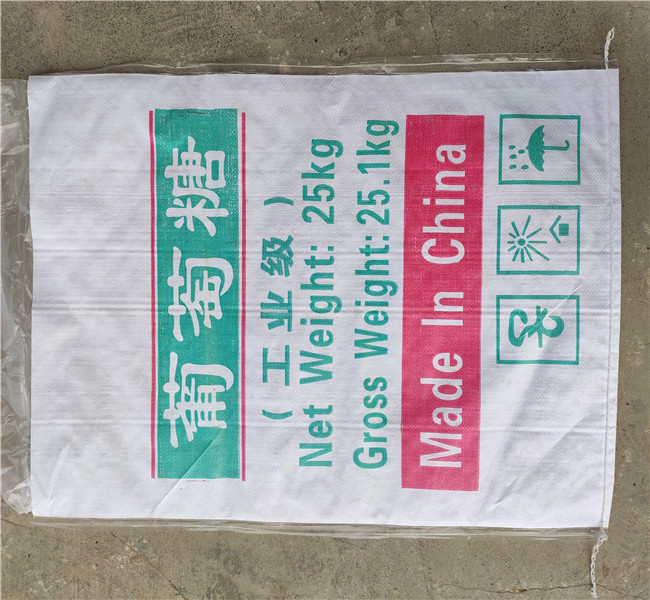 葡萄糖
（工业级）
Net Weight: 25kg
Gross Weight: 25.1kg
Made In China